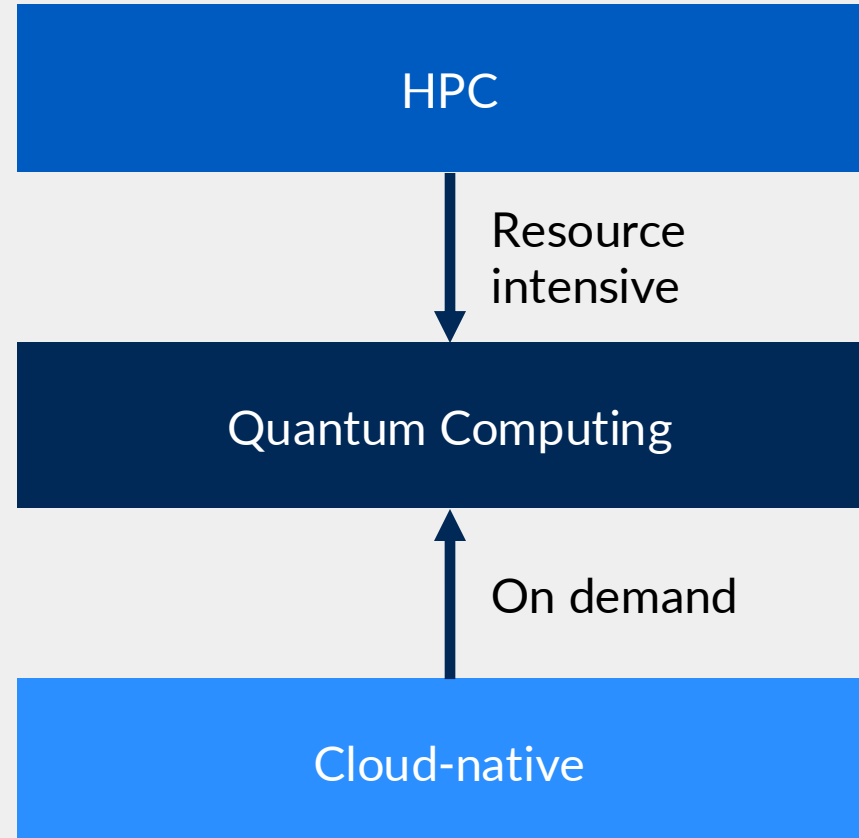 HPC
Resource
intensive
Quantum Computing
On demand
Cloud-native